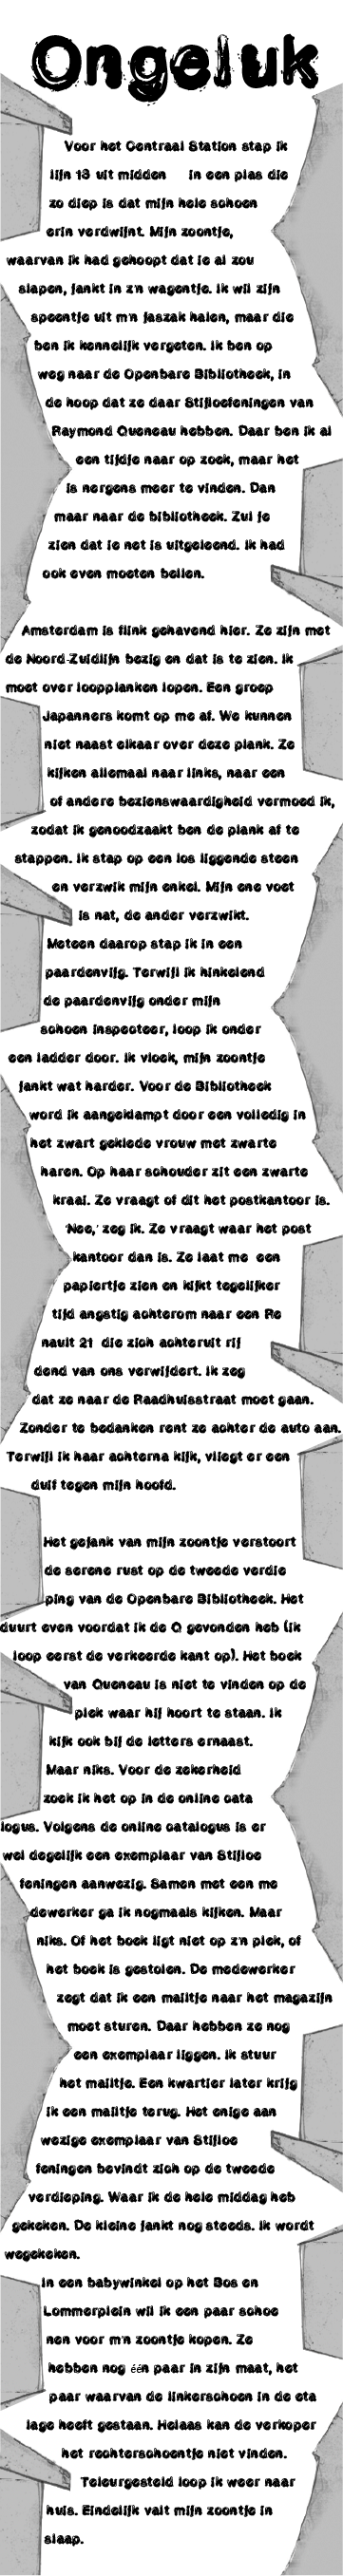 Ongeluk
Voor het Centraal Station stap ik
lijn 13 uit midden in een plas die
zo diep is dat mijn hele schoen
erin verdwijnt. Mijn zoontje,
waarvan ik had gehoopt dat ie al zou
slapen, jankt in z'n wagentje. Ik wil zijn
speentje uit m'n jaszak halen, maar die
ben ik kennelijk vergeten. Ik ben op
weg naar de Openbare Bibliotheek, in
de hoop dat ze daar Stijloefeningen van
Raymond Queneau hebben. Daar ben ik al
een tijdje naar op zoek, maar het
is nergens meer te vinden. Dan
maar naar de bibliotheek. Zul je
zien dat ie net is uitgeleend. Ik had
ook even moeten bellen.
Amsterdam is flink gehavend hier. Ze zijn met
de Noord-Zuidlijn bezig en dat is te zien. Ik
moet over loopplanken lopen. Een groep
Japanners komt op me af. We kunnen
niet naast elkaar over deze plank. Ze
kijken allemaal naar links, naar een
of andere bezienswaardigheid vermoed ik,
zodat ik genoodzaakt ben de plank af te
stappen. Ik stap op een los liggende steen
en verzwik mijn enkel. Mijn ene voet
is nat, de ander verzwikt.
Meteen daarop stap ik in een
paardenvijg. Terwijl ik hinkelend
de paardenvijg onder mijn
schoen inspecteer, loop ik onder
een ladder door. Ik vloek, mijn zoontje
jankt wat harder. Voor de Bibliotheek
word ik aangeklampt door een volledig in
het zwart geklede vrouw met zwarte
haren. Op haar schouder zit een zwarte
kraai. Ze vraagt of dit het postkantoor is.
'Nee,' zeg ik. Ze vraagt waar het post
kantoor dan is. Ze laat me een
papiertje zien en kijkt tegelijker
tijd angstig achterom naar een Re
nault 21 die zich achteruit rij
dend van ons verwijdert. Ik zeg
dat ze naar de Raadhuisstraat moet gaan.
Zonder te bedanken rent ze achter de auto aan.
Terwijl ik haar achterna kijk, vliegt er een
duif tegen mijn hoofd.
Het gejank van mijn zoontje verstoort
de serene rust op de tweede verdie
ping van de Openbare Bibliotheek. Het
duurt even voordat ik de Q gevonden heb (ik
loop eerst de verkeerde kant op). Het boek
van Queneau is niet te vinden op de
plek waar hij hoort te staan. Ik
kijk ook bij de letters ernaast.
Maar niks. Voor de zekerheid
zoek ik het op in de online cata
logus. Volgens de online catalogus is er
wel degelijk een exemplaar van Stijloe
feningen aanwezig. Samen met een me
dewerker ga ik nogmaals kijken. Maar
niks. Of het boek ligt niet op z'n plek, of
het boek is gestolen. De medewerker
zegt dat ik een mailtje naar het magazijn
moet sturen. Daar hebben ze nog
een exemplaar liggen. Ik stuur
het mailtje. Een kwartier later krijg
ik een mailtje terug. Het enige aan
wezige exemplaar van Stijloe
feningen bevindt zich op de tweede
verdieping. Waar ik de hele middag heb
gekeken. De kleine jankt nog steeds. Ik wordt
wegekeken.
In een babywinkel op het Bos en
Lommerplein wil ik een paar schoe
nen voor m'n zoontje kopen. Ze
hebben nog één paar in zijn maat, het
paar waarvan de linkerschoen in de eta
lage heeft gestaan. Helaas kan de verkoper
het rechterschoentje niet vinden.
Teleurgesteld loop ik weer naar
huis. Eindelijk valt mijn zoontje in
slaap.